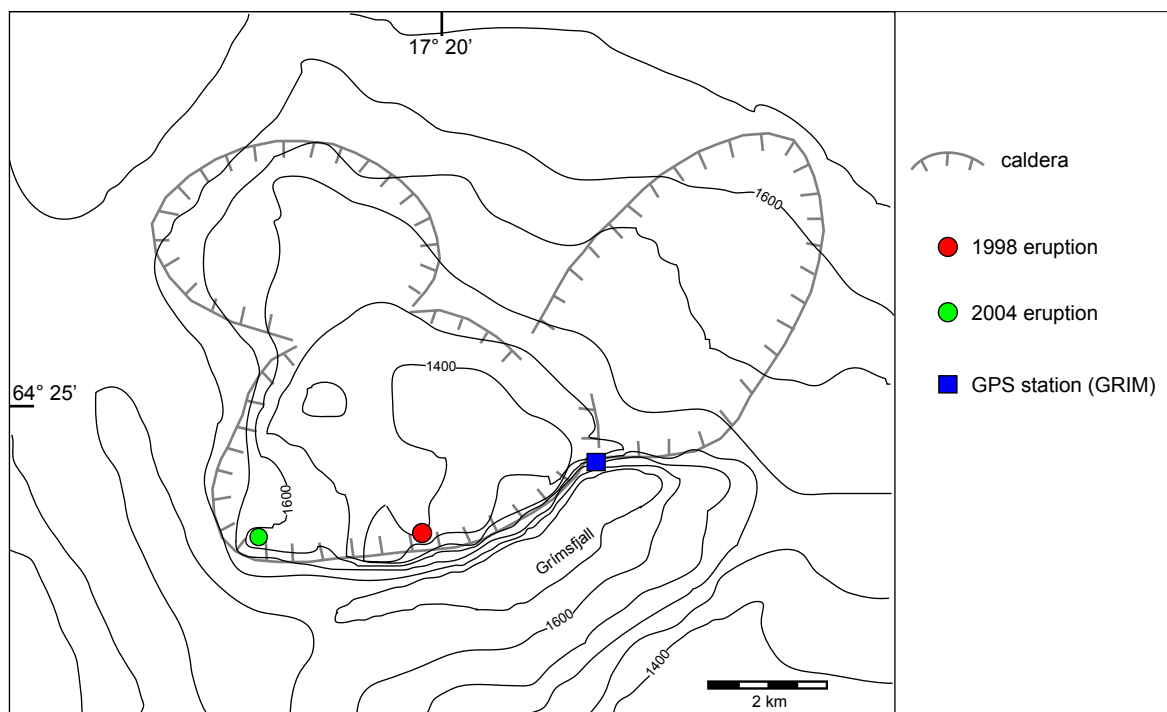 17° 20’
1600
caldera
1998 eruption
2004 eruption
1400
GPS station (GRIM)
64° 25’
1600
Grímsfjall
1600
1400
2 km